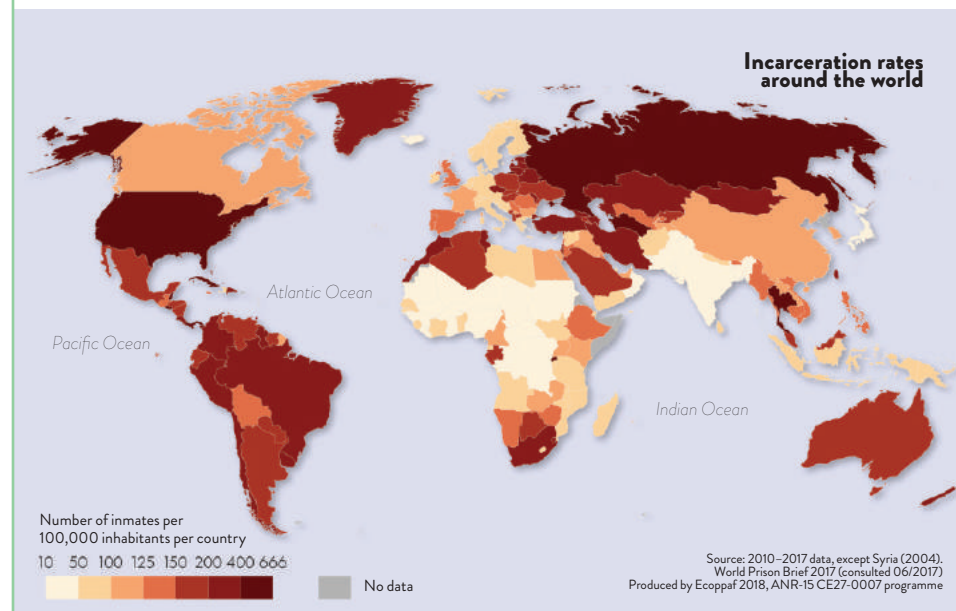 Incarceration rates
around the world
Atlantic Ocean
Pacific Ocean
Indian Ocean
Number of inmates per
100,000 inhabitants per country
10 50 100 125 150 200 400 666
No data
Source: 2010–2017 data, except Syria (2004).
World Prison Brief 2017 (consulted 06/2017)
Produced by Ecoppaf 2018, ANR-15 CE27-0007 programme